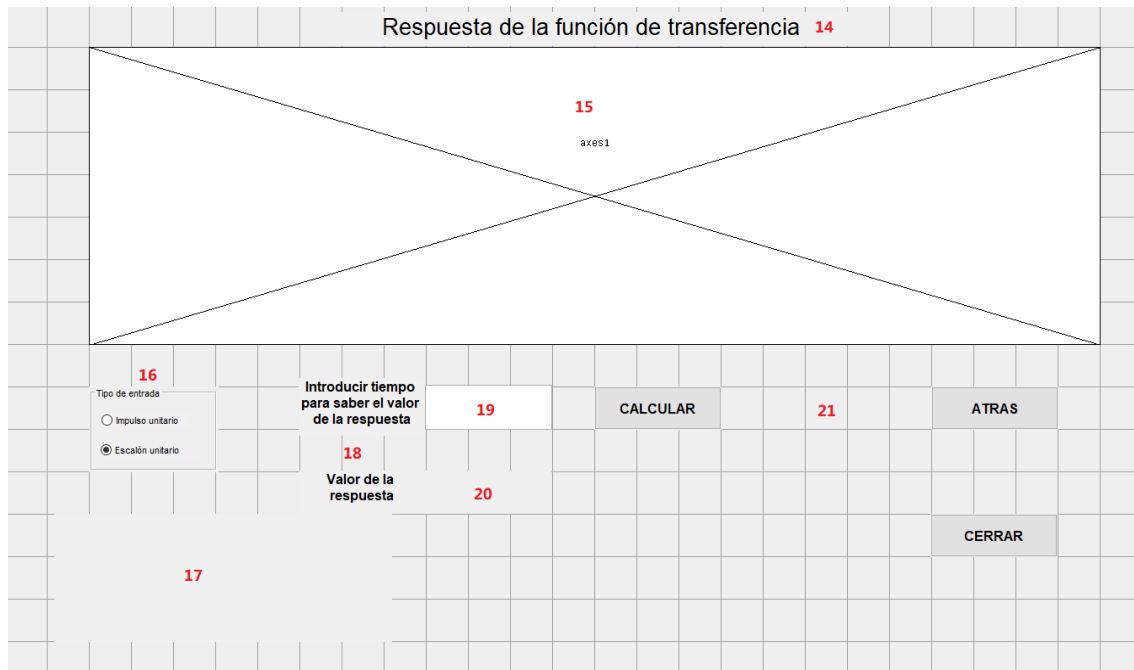 Respuesta de la función de transferencia 14
15
axes1
16
Tipo de entrada
Impulso unitario
Escalón unitario
Introducir tiempo
para saber el valor
de la respuesta
19
CALCULAR
21
ATRAS
18
Valor de la
respuesta
20
CERRAR
17